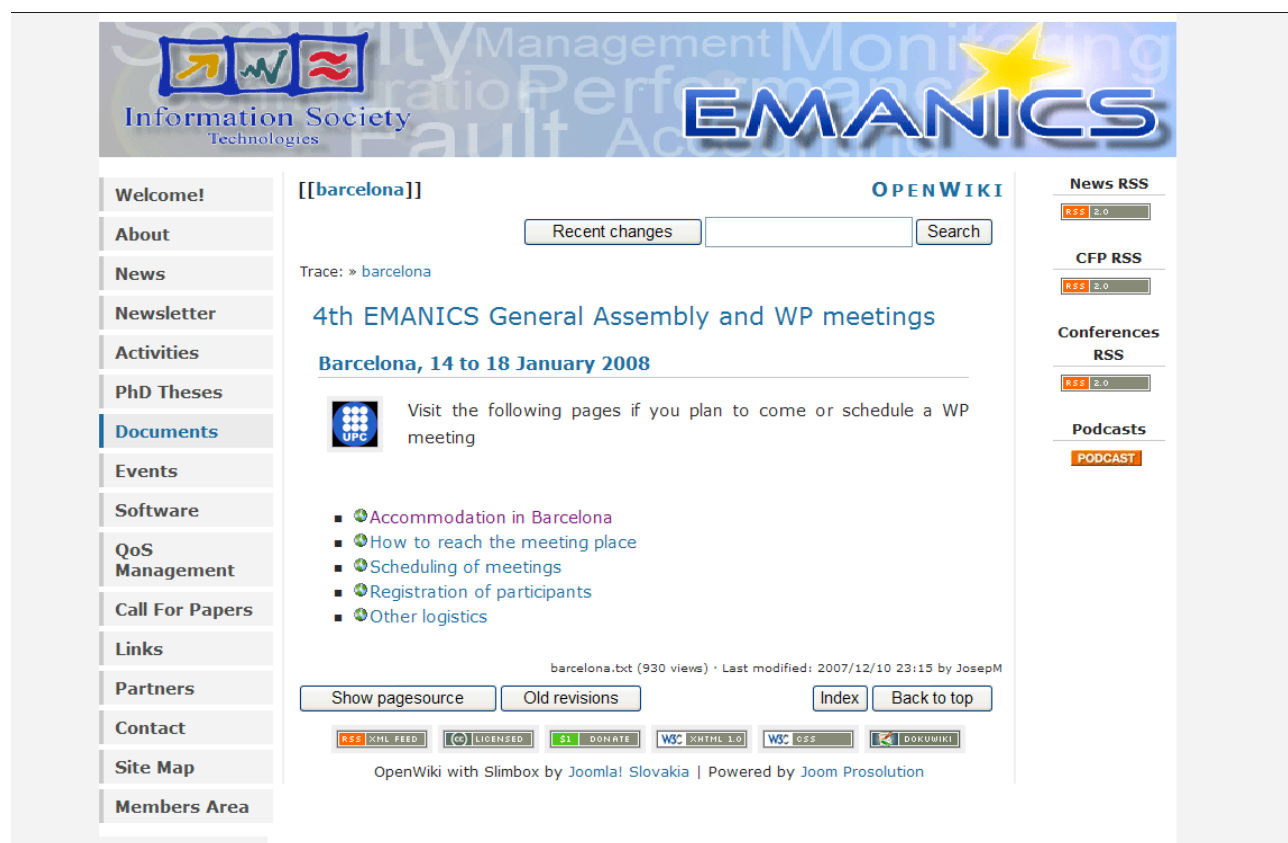 Security Management Monitoring
Configuration Performance
Fault Accounting
Information Society
Technologies
EMANICS
Welcome!
About
News
Newsletter
Activities
PhD Theses
Documents
Events
Software
QoS
Management
Call For Papers
Links
Partners
Contact
Site Map
Members Area
[[barcelona]]
OPENWIKI
Recent changes
Search
Trace: » barcelona
4th EMANICS General Assembly and WP meetings
Barcelona, 14 to 18 January 2008
UPC
Visit the following pages if you plan to come or schedule a WP
meeting
Accommodation in Barcelona
How to reach the meeting place
Scheduling of meetings
Registration of participants
Other logistics
barcelona.txt (930 views) · Last modified: 2007/12/10 23:15 by JosepM
Show pagesource
Old revisions
Index
Back to top
RSS XML FEED
(cc) LICENSED
$1 DONATE
W3C XHTML 1.0
W3C CSS
DOKUWIKI
OpenWiki with Slimbox by Joomla! Slovakia | Powered by Joom Prosolution
News RSS
RSS 2.0
CFP RSS
RSS 2.0
Conferences
RSS
RSS 2.0
Podcasts
PODCAST